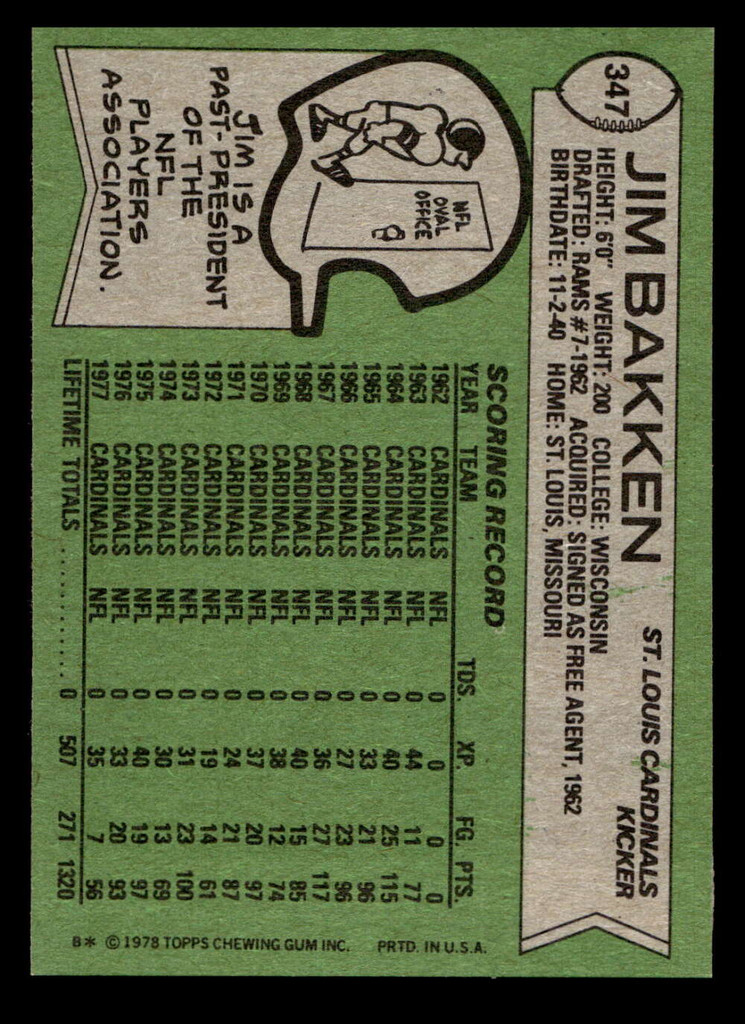 347
JIM BAKKEN
ST. LOUIS CARDINALS
KICKER
HEIGHT: 6'0" WEIGHT: 200 COLLEGE: WISCONSIN
DRAFTED: RAMS #7-1962 ACQUIRED: SIGNED AS FREE AGENT, 1962
BIRTHDATE: 11-2-40 HOME: ST. LOUIS, MISSOURI
NFL
OVAL
OFFICE
JIM IS A
PAST-PRESIDENT
OF THE
NFL
PLAYERS
ASSOCIATION.
SCORING RECORD
YEAR TEAM TDS. XP. FG. PTS.
1962 CARDINALS NFL 0 0 0 0
1963 CARDINALS NFL 0 44 11 77
1964 CARDINALS NFL 0 40 25 115
1965 CARDINALS NFL 0 33 21 96
1966 CARDINALS NFL 0 27 23 96
1967 CARDINALS NFL 0 36 27 117
1968 CARDINALS NFL 0 40 15 85
1969 CARDINALS NFL 0 38 12 74
1970 CARDINALS NFL 0 37 20 97
1971 CARDINALS NFL 0 24 21 87
1972 CARDINALS NFL 0 19 14 61
1973 CARDINALS NFL 0 31 23 100
1974 CARDINALS NFL 0 30 13 69
1975 CARDINALS NFL 0 40 19 97
1976 CARDINALS NFL 0 33 20 93
1977 CARDINALS NFL 0 35 7 56
LIFETIME TOTALS .......... 0 507 271 1320
B* © 1978 TOPPS CHEWING GUM INC. PRTD. IN U.S.A.